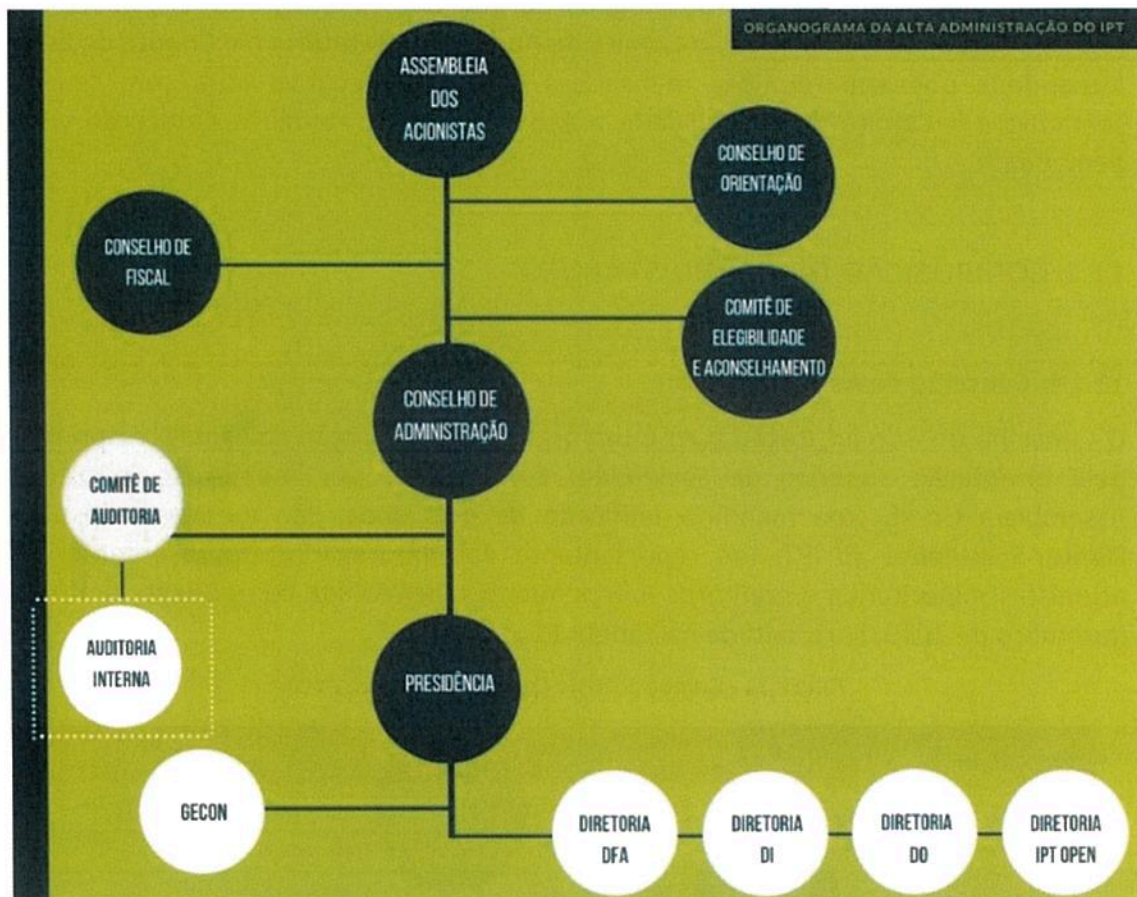 ORGANOGRAMA DA ALTA ADMINISTRAÇÃO DO IPT
ASSEMBLEIA
DOS
ACIONISTAS
CONSELHO DE
ORIENTAÇÃO
CONSELHO DE
FISCAL
COMITÊ DE
ELEGIBILIDADE
E ACONSELHAMENTO
CONSELHO DE
ADMINISTRAÇÃO
COMITÊ DE
AUDITORIA
AUDITORIA
INTERNA
PRESIDÊNCIA
GECON
DIRETORIA
DFA
DIRETORIA
DI
DIRETORIA
DO
DIRETORIA
IPT OPEN